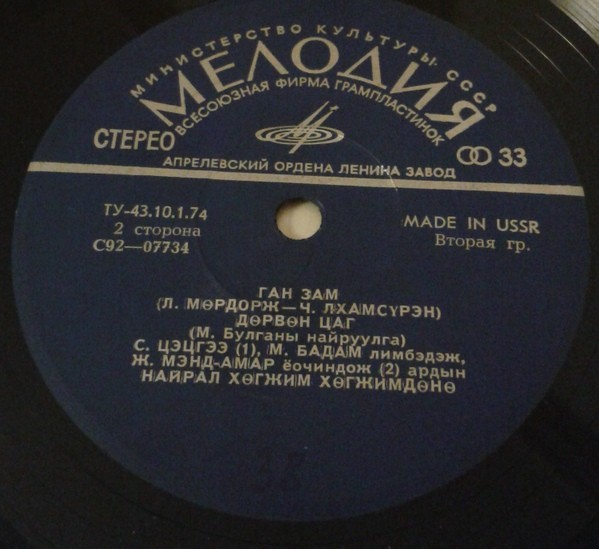 МИНИСТЕРСТВО КУЛЬТУРЫ СССР
МЕЛОДИЯ
ВСЕСОЮЗНАЯ ФИРМА ГРАМПЛАСТИНОК
СТЕРЕО
33
АПРЕЛЕВСКИЙ ОРДЕНА ЛЕНИНА ЗАВОД
ТУ-43.10.1.74
2 сторона
С92—07734
MADE IN USSR
Вторая гр.
ГАН ЗАМ
(Л. МӨРДОРЖ—Ч. ЛХАМСҮРЭН)
ДӨРВӨН ЦАГ
(М. Булганы найруулга)
С. ЦЭЦГЭЭ (1), М. БАДАМ лимбэдэж,
Ж. МЭНД-АМАР ёочиндож (2) ардын
НАЙРАЛ ХӨГЖИМ ХӨГЖИМДӨНӨ